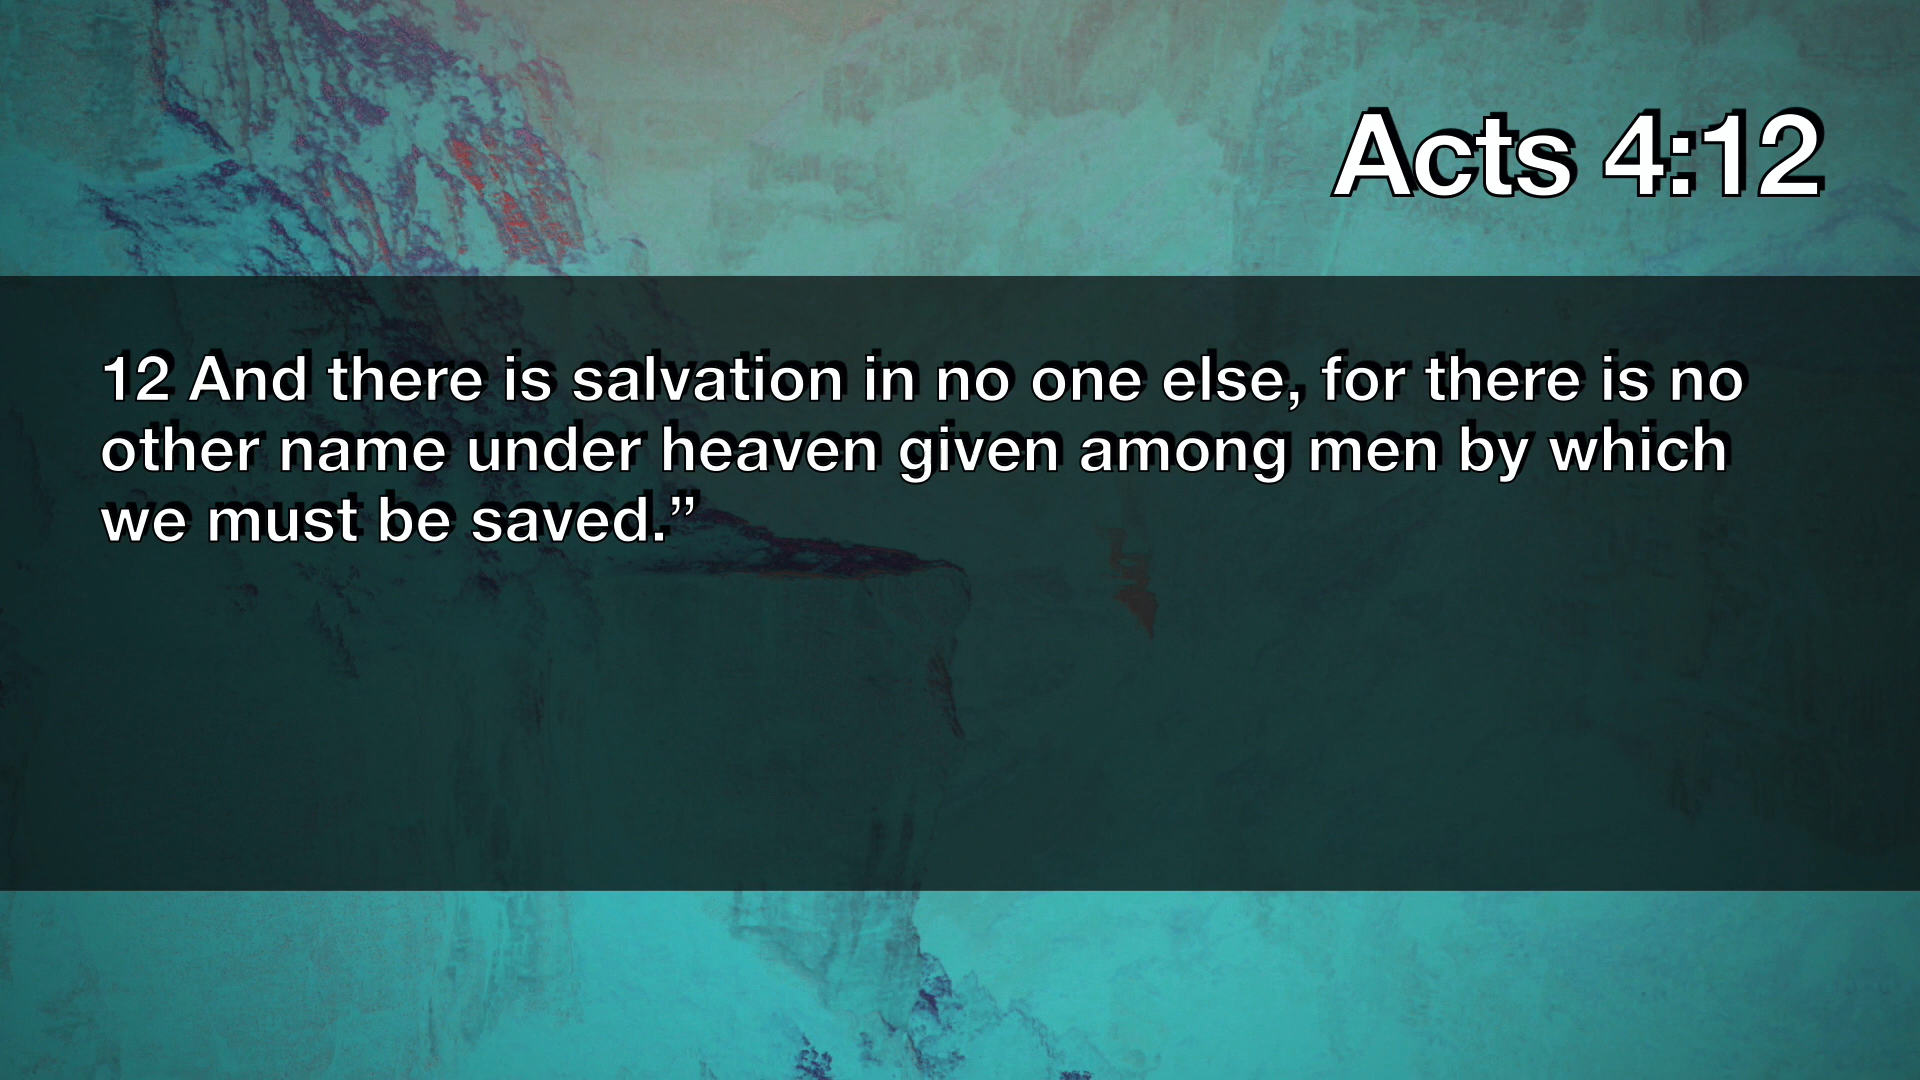 Acts 4:12
12 And there is salvation in no one else, for there is no
other name under heaven given among men by which
we must be saved.”